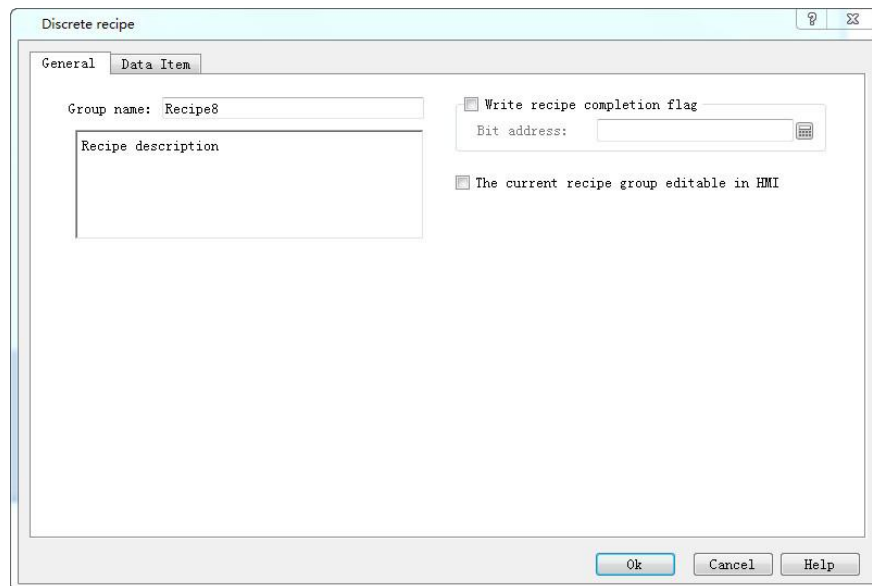 Discrete recipe
General
Data Item
Group name: Recipe8
Recipe description
Write recipe completion flag
Bit address:
The current recipe group editable in HMI
Ok
Cancel
Help